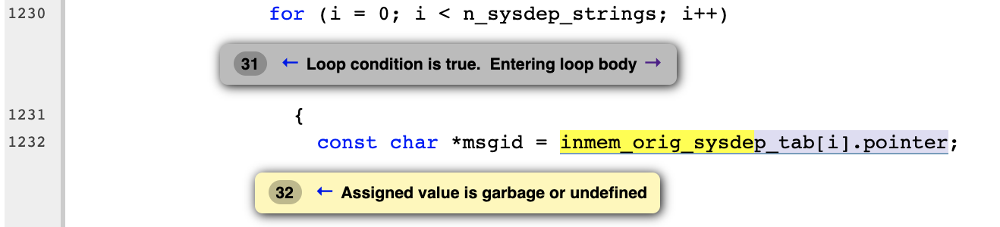 1230 for (i = 0; i < n_sysdep_strings; i++)
31 ← Loop condition is true. Entering loop body →
1231 {
1232 const char *msgid = inmem_orig_sysdep_tab[i].pointer;
32 ← Assigned value is garbage or undefined